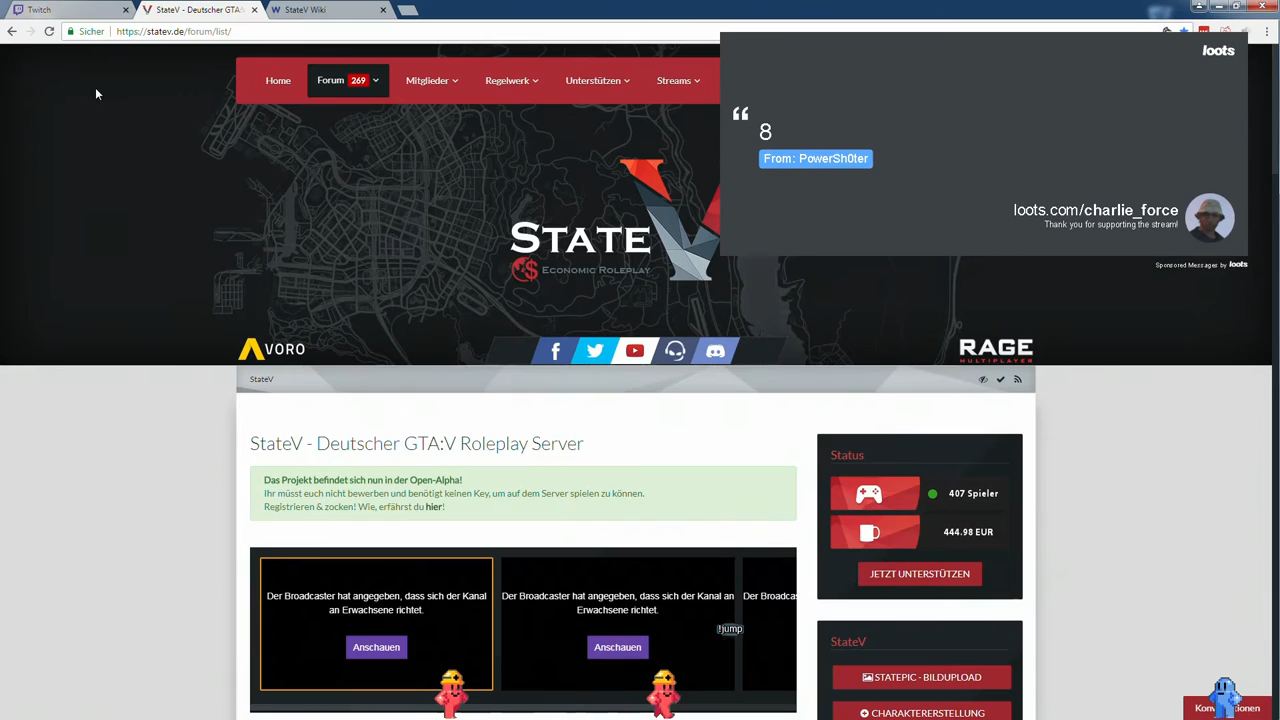 Twitch
StateV - Deutscher GTA:
StateV Wiki
Sicher
https://statev.de/forum/list/
Home
Forum 269
Mitglieder
Regelwerk
Unterstützen
Streams
loots
8
From: PowerSh0ter
loots.com/charlie_force
Thank you for supporting the stream!
Sponsored Messages by loots
STATE V
ECONOMIC ROLEPLAY
AVORO
RAGE
MULTIPLAYER
StateV
StateV - Deutscher GTA:V Roleplay Server
Das Projekt befindet sich nun in der Open-Alpha!
Ihr müsst euch nicht bewerben und benötigt keinen Key, um auf dem Server spielen zu können.
Registrieren & zocken! Wie, erfährst du hier!
Der Broadcaster hat angegeben, dass sich der Kanal
an Erwachsene richtet.
Anschauen
Der Broadcaster hat angegeben, dass sich der Kanal an
Erwachsene richtet.
Anschauen
Der Broadcas
!jump
Status
407 Spieler
444.98 EUR
JETZT UNTERSTÜTZEN
StateV
STATEPIC - BILDUPLOAD
CHARAKTERERSTELLUNG